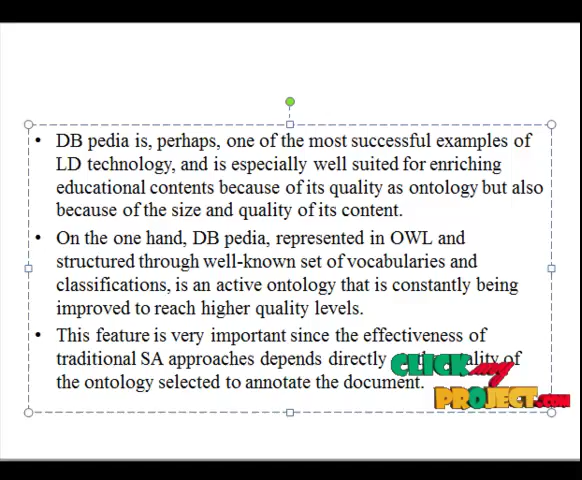 • DB pedia is, perhaps, one of the most successful examples of
LD technology, and is especially well suited for enriching
educational contents because of its quality as ontology but also
because of the size and quality of its content.
• On the one hand, DB pedia, represented in OWL and
structured through well-known set of vocabularies and
classifications, is an active ontology that is constantly being
improved to reach higher quality levels.
• This feature is very important since the effectiveness of
traditional SA approaches depends directly of
the ontology selected to annotate the document.
CLICK my
PROJECT.COM